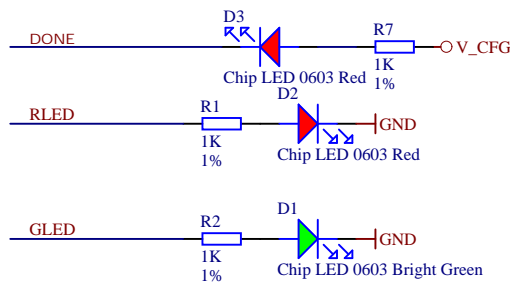 D3
DONE
R7
V_CFG
1K
1%
Chip LED 0603 Red
D2
RLED
R1
GND
1K
1%
Chip LED 0603 Red
D1
GLED
R2
GND
1K
1%
Chip LED 0603 Bright Green